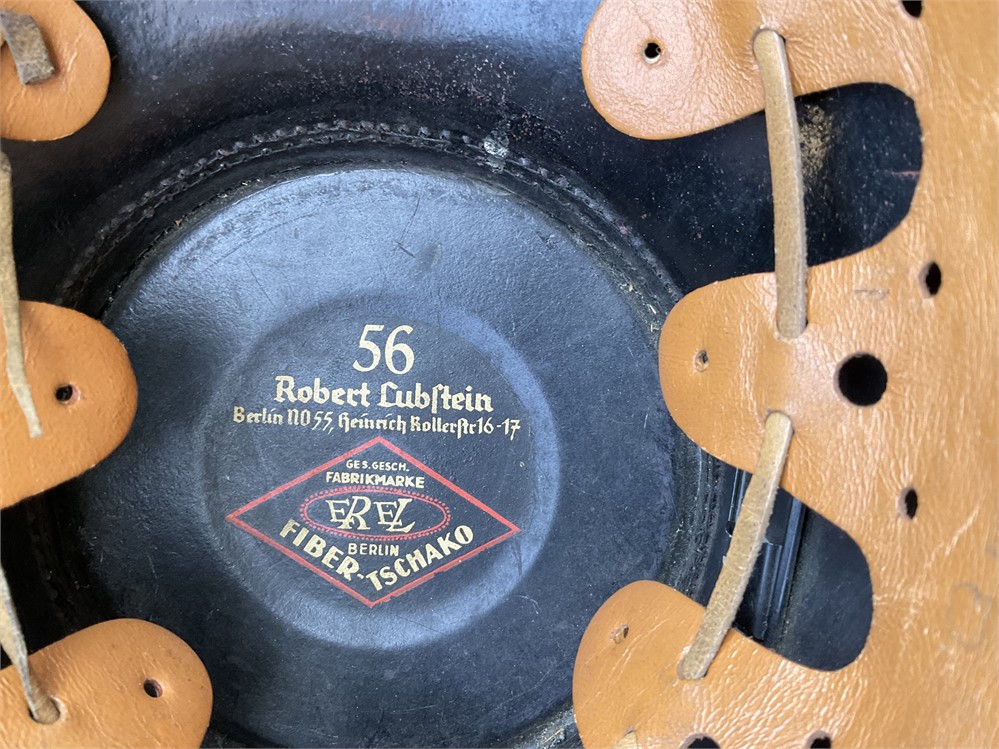 56
Robert Lubſtein
Berlin NO 55, Heinrich Rollerſtr 16-17
GES. GESCH.
FABRIKMARKE
EREL
BERLIN
FIBER-TSCHAKO